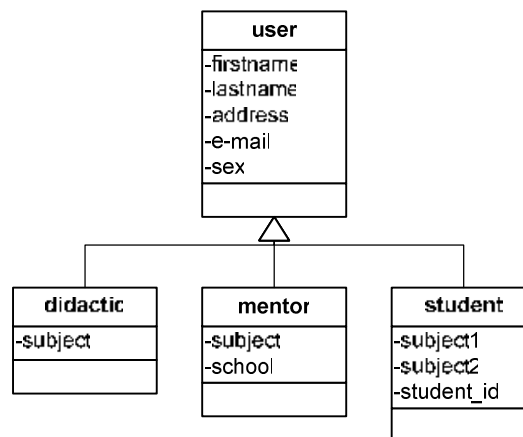 user
-firstname
-lastname
-address
-e-mail
-sex
didactic
-subject
mentor
-subject
-school
student
-subject1
-subject2
-student_id